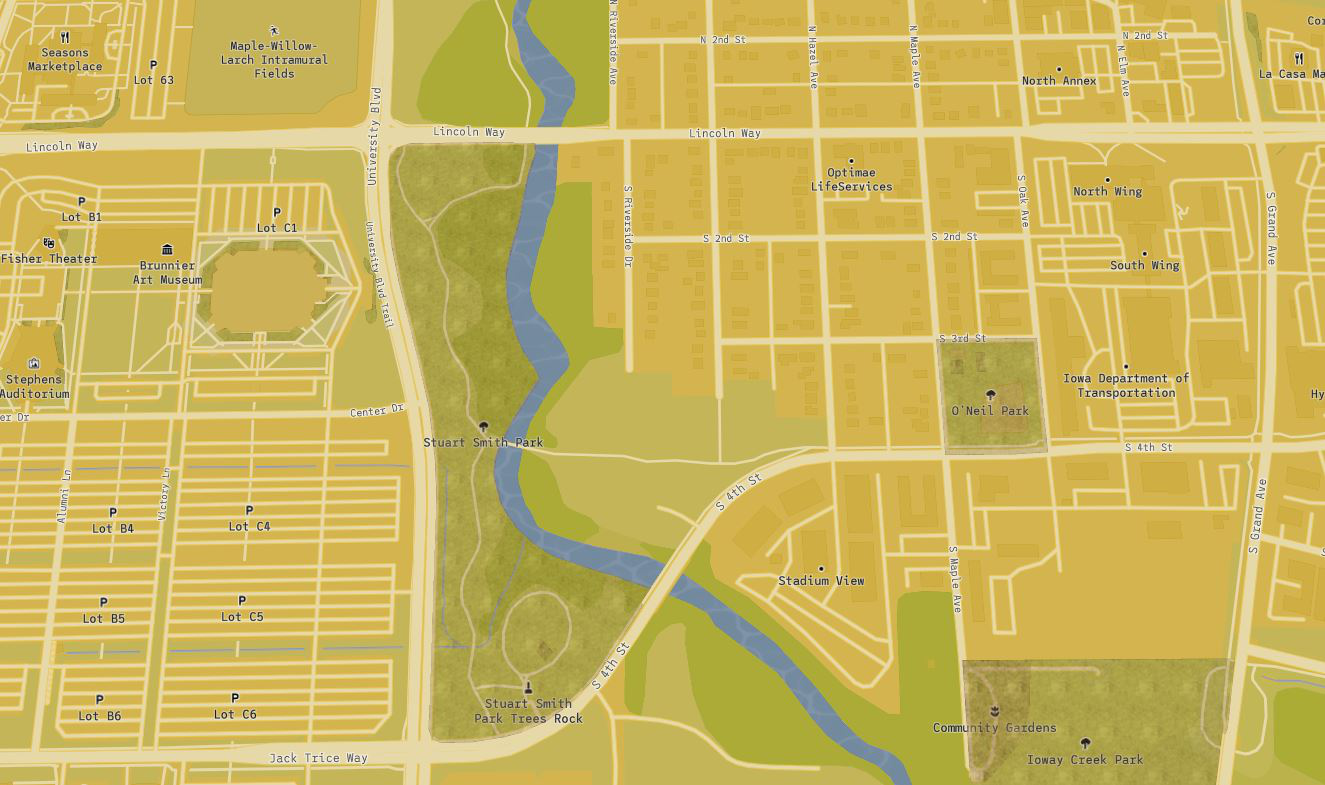 Seasons
Marketplace
Lot 63
Maple-Willow-
Larch Intramural
Fields
N Riverside Ave
N 2nd St
N Hazel Ave
N Maple Ave
N 2nd St
N Elm Ave
North Annex
La Casa Ma
University Blvd
Lincoln Way
Lincoln Way
Lincoln Way
Optimae
LifeServices
North Wing
South Wing
S Oak Ave
S Grand Ave
S 2nd St
S 2nd St
S Riverside Dr
P
Lot B1
P
Lot C1
Fisher Theater
Brunnier
Art Museum
University Blvd Trail
Stephens
Auditorium
er Dr
Center Dr
S 3rd St
O'Neil Park
Iowa Department of
Transportation
Hy
Stuart Smith Park
S 4th St
S 4th St
Alumni Ln
Victory Ln
P
Lot B4
P
Lot C4
S Grand Ave
S Maple Ave
Stadium View
P
Lot B5
P
Lot C5
S 4th St
P
Lot B6
P
Lot C6
Stuart Smith
Park Trees Rock
Community Gardens
Ioway Creek Park
Jack Trice Way